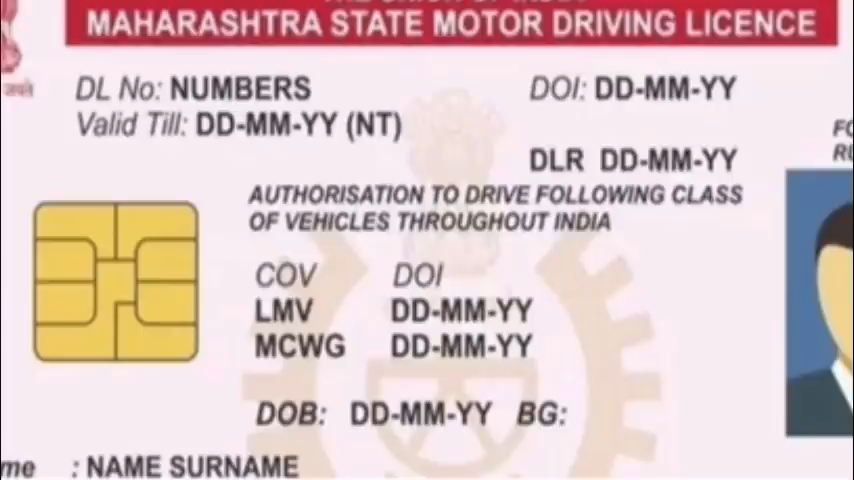 MAHARASHTRA STATE MOTOR DRIVING LICENCE
जयते
DL No: NUMBERS DOI: DD-MM-YY
Valid Till: DD-MM-YY (NT)
DLR DD-MM-YY
AUTHORISATION TO DRIVE FOLLOWING CLASS
OF VEHICLES THROUGHOUT INDIA
COV DOI
LMV DD-MM-YY
MCWG DD-MM-YY
DOB: DD-MM-YY BG:
: NAME SURNAME